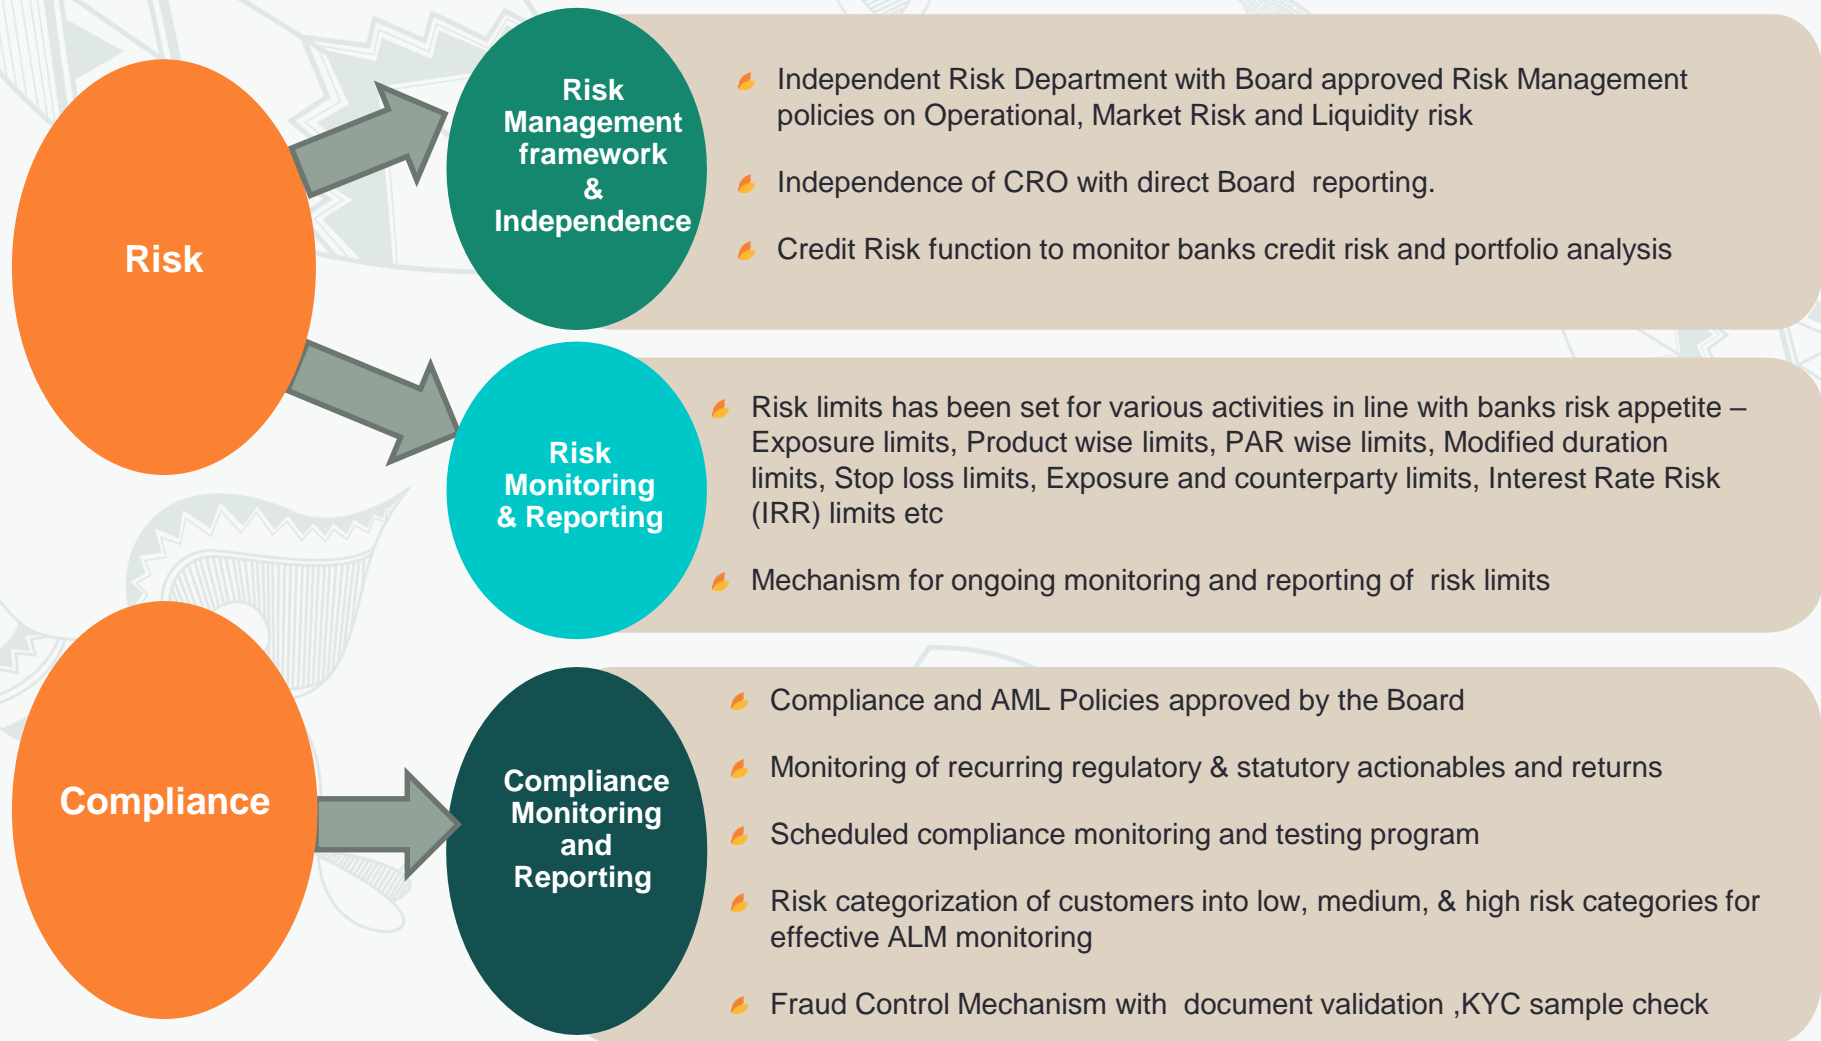 Risk
Risk
Management
framework
&
Independence
Independent Risk Department with Board approved Risk Management
policies on Operational, Market Risk and Liquidity risk
Independence of CRO with direct Board reporting.
Credit Risk function to monitor banks credit risk and portfolio analysis
Risk
Monitoring
& Reporting
Risk limits has been set for various activities in line with banks risk appetite –
Exposure limits, Product wise limits, PAR wise limits, Modified duration
limits, Stop loss limits, Exposure and counterparty limits, Interest Rate Risk
(IRR) limits etc
Mechanism for ongoing monitoring and reporting of risk limits
Compliance
Compliance
Monitoring
and
Reporting
Compliance and AML Policies approved by the Board
Monitoring of recurring regulatory & statutory actionables and returns
Scheduled compliance monitoring and testing program
Risk categorization of customers into low, medium, & high risk categories for
effective ALM monitoring
Fraud Control Mechanism with document validation ,KYC sample check